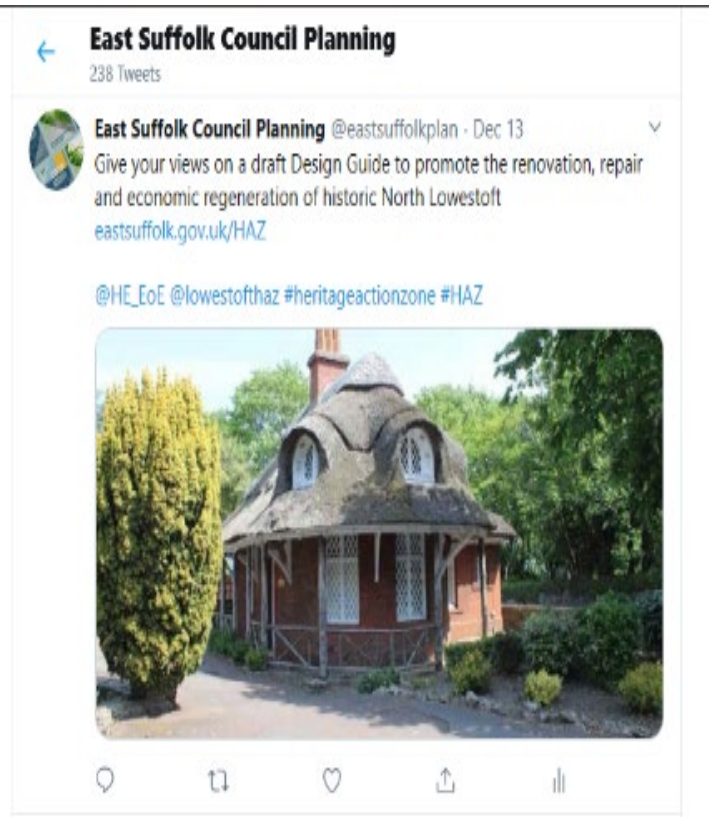 East Suffolk Council Planning
238 Tweets
East Suffolk Council Planning @eastsuffolkplan · Dec 13
Give your views on a draft Design Guide to promote the renovation, repair
and economic regeneration of historic North Lowestoft
eastsuffolk.gov.uk/HAZ
@HE_EoE @lowestofthaz #heritageactionzone #HAZ